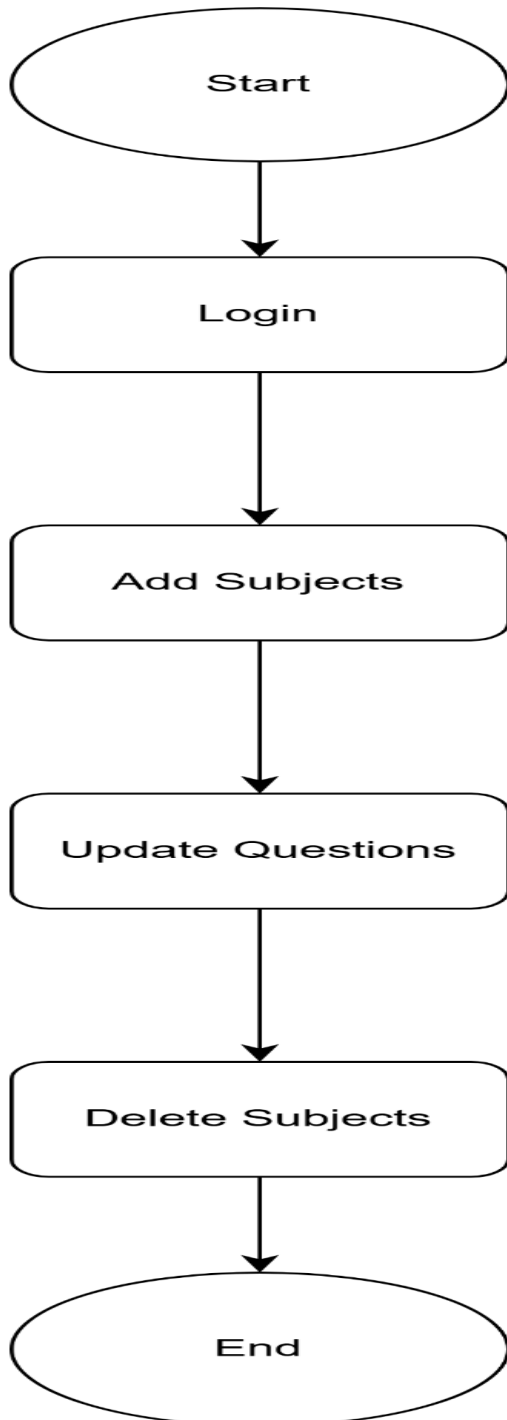 Start
Login
Add Subjects
Update Questions
Delete Subjects
End